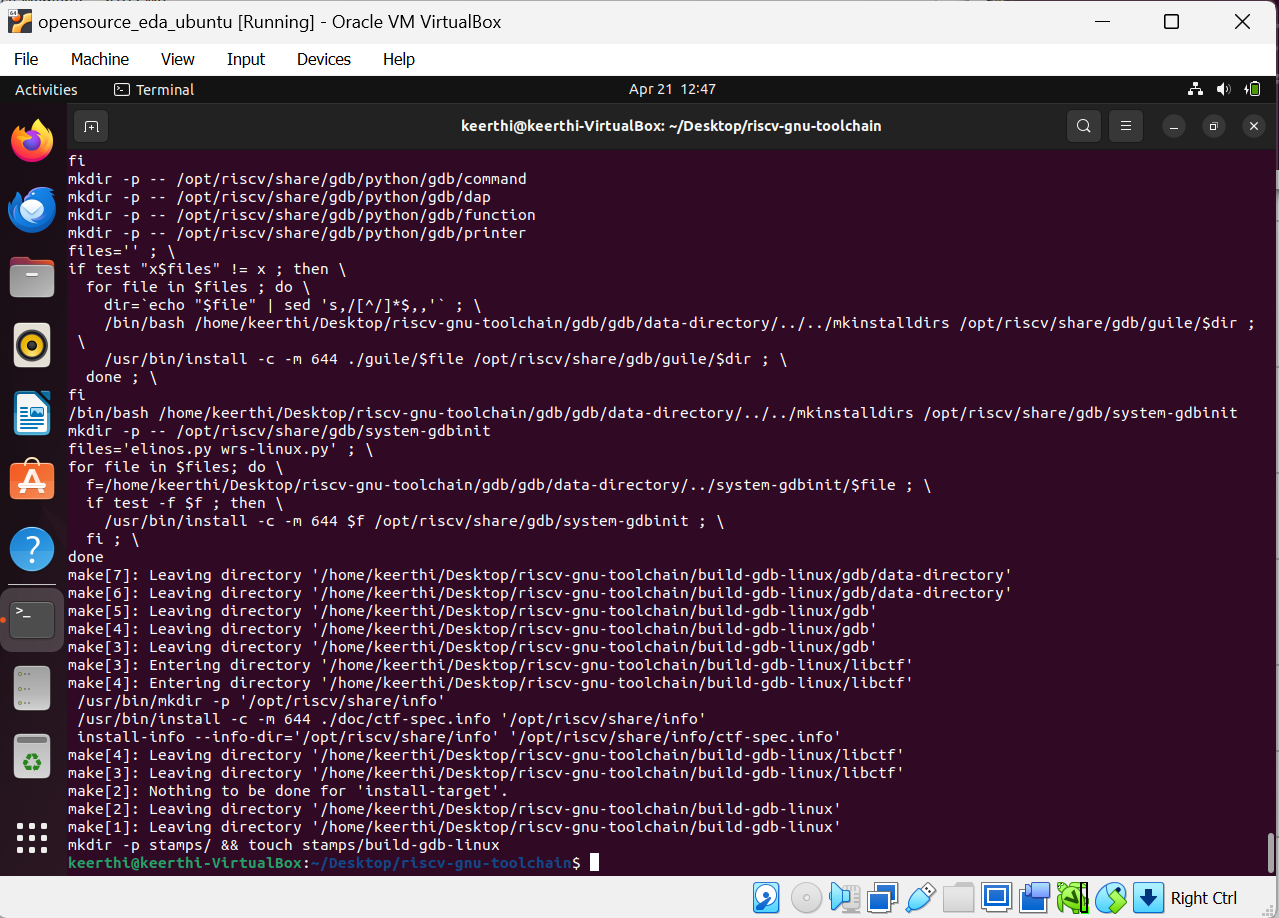 opensource_eda_ubuntu [Running] - Oracle VM VirtualBox
File Machine View Input Devices Help
Activities Terminal Apr 21 12:47
keerthi@keerthi-VirtualBox: ~/Desktop/riscv-gnu-toolchain
fi
mkdir -p -- /opt/riscv/share/gdb/python/gdb/command
mkdir -p -- /opt/riscv/share/gdb/python/gdb/dap
mkdir -p -- /opt/riscv/share/gdb/python/gdb/function
mkdir -p -- /opt/riscv/share/gdb/python/gdb/printer
files='' ; \
if test "x$files" != x ; then \
  for file in $files ; do \
    dir=`echo "$file" | sed 's,/[^/]*$,,'` ; \
    /bin/bash /home/keerthi/Desktop/riscv-gnu-toolchain/gdb/gdb/data-directory/../../mkinstalldirs /opt/riscv/share/gdb/guile/$dir ;
 \
    /usr/bin/install -c -m 644 ./guile/$file /opt/riscv/share/gdb/guile/$dir ; \
  done ; \
fi
/bin/bash /home/keerthi/Desktop/riscv-gnu-toolchain/gdb/gdb/data-directory/../../mkinstalldirs /opt/riscv/share/gdb/system-gdbinit
mkdir -p -- /opt/riscv/share/gdb/system-gdbinit
files='elinos.py wrs-linux.py' ; \
for file in $files; do \
  f=/home/keerthi/Desktop/riscv-gnu-toolchain/gdb/gdb/data-directory/../system-gdbinit/$file ; \
  if test -f $f ; then \
    /usr/bin/install -c -m 644 $f /opt/riscv/share/gdb/system-gdbinit ; \
  fi ; \
done
make[7]: Leaving directory '/home/keerthi/Desktop/riscv-gnu-toolchain/build-gdb-linux/gdb/data-directory'
make[6]: Leaving directory '/home/keerthi/Desktop/riscv-gnu-toolchain/build-gdb-linux/gdb/data-directory'
make[5]: Leaving directory '/home/keerthi/Desktop/riscv-gnu-toolchain/build-gdb-linux/gdb'
make[4]: Leaving directory '/home/keerthi/Desktop/riscv-gnu-toolchain/build-gdb-linux/gdb'
make[3]: Leaving directory '/home/keerthi/Desktop/riscv-gnu-toolchain/build-gdb-linux/gdb'
make[3]: Entering directory '/home/keerthi/Desktop/riscv-gnu-toolchain/build-gdb-linux/libctf'
make[4]: Entering directory '/home/keerthi/Desktop/riscv-gnu-toolchain/build-gdb-linux/libctf'
 /usr/bin/mkdir -p '/opt/riscv/share/info'
 /usr/bin/install -c -m 644 ./doc/ctf-spec.info '/opt/riscv/share/info'
 install-info --info-dir='/opt/riscv/share/info' '/opt/riscv/share/info/ctf-spec.info'
make[4]: Leaving directory '/home/keerthi/Desktop/riscv-gnu-toolchain/build-gdb-linux/libctf'
make[3]: Leaving directory '/home/keerthi/Desktop/riscv-gnu-toolchain/build-gdb-linux/libctf'
make[2]: Nothing to be done for 'install-target'.
make[2]: Leaving directory '/home/keerthi/Desktop/riscv-gnu-toolchain/build-gdb-linux'
make[1]: Leaving directory '/home/keerthi/Desktop/riscv-gnu-toolchain/build-gdb-linux'
mkdir -p stamps/ && touch stamps/build-gdb-linux
keerthi@keerthi-VirtualBox:~/Desktop/riscv-gnu-toolchain$
Right Ctrl